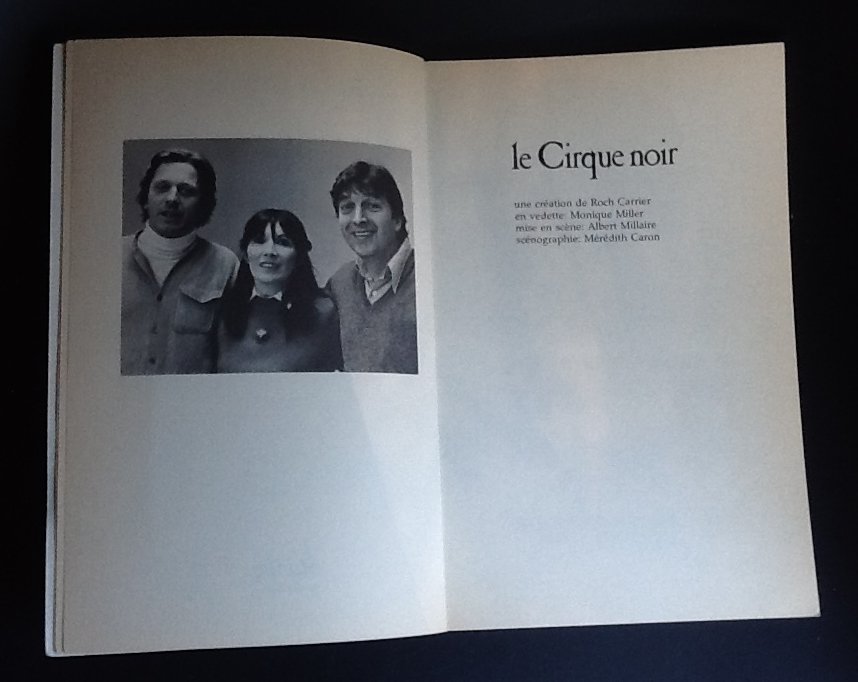 le Cirque noir
une création de Roch Carrier
en vedette: Monique Miller
mise en scène: Albert Millaire
scénographie: Mérédith Caron